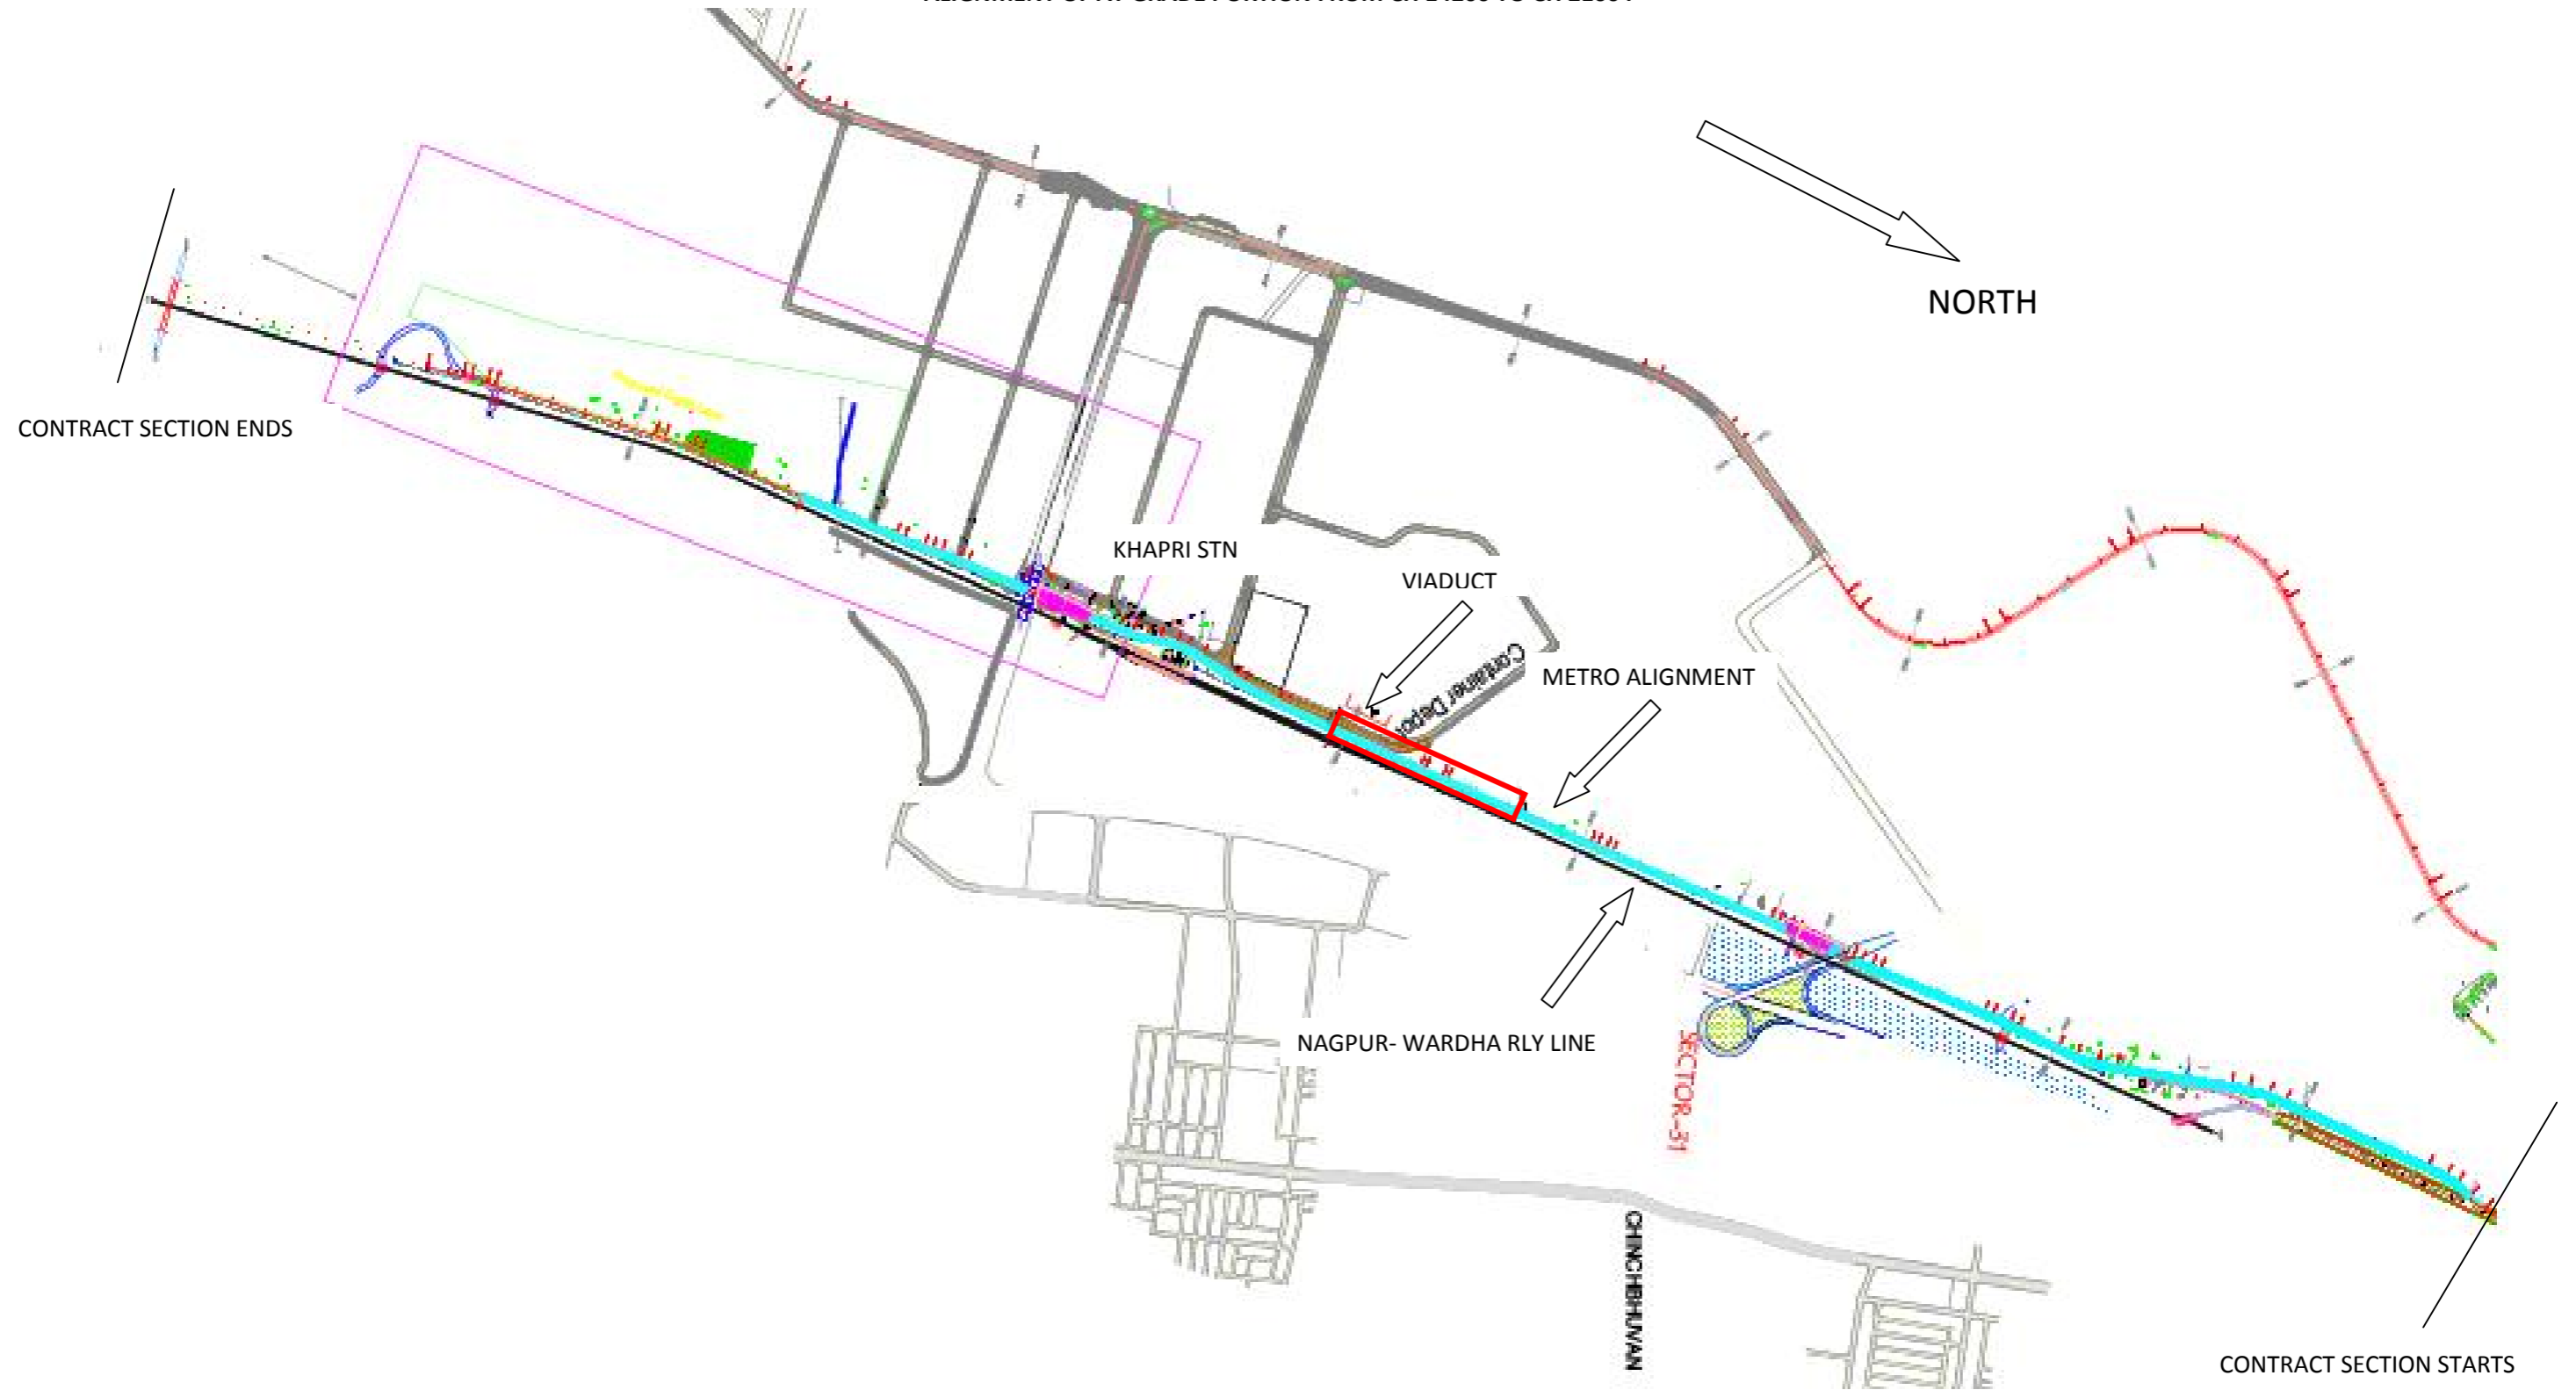 NORTH
CONTRACT SECTION ENDS
KHAPRI STN
VIADUCT
Container Depot
METRO ALIGNMENT
NAGPUR- WARDHA RLY LINE
SECTOR-31
CHINCHBHUVAN
CONTRACT SECTION STARTS